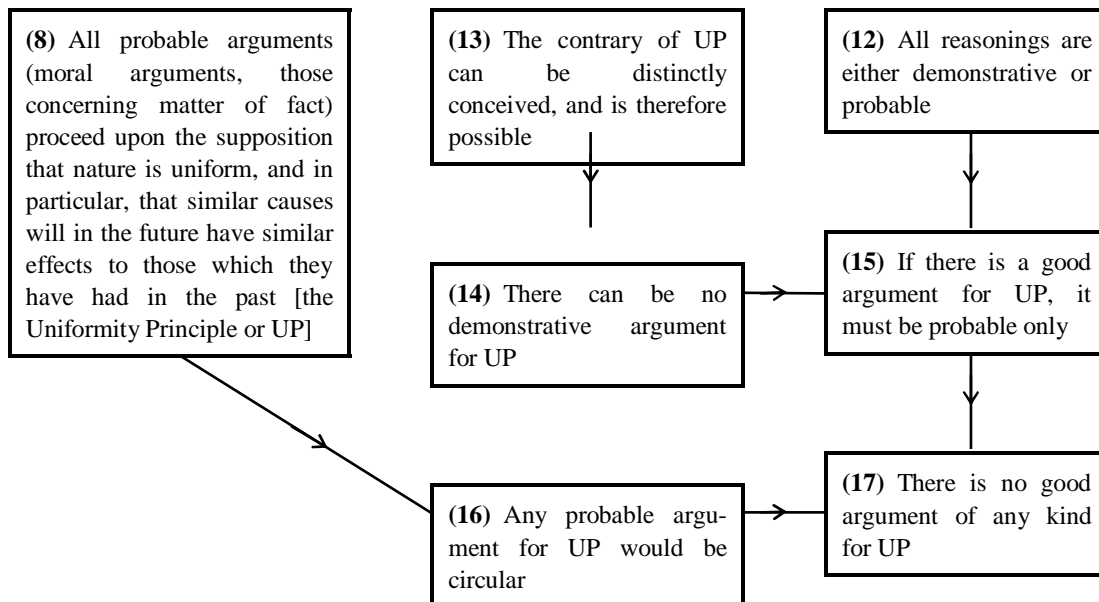 (8) All probable arguments
(moral arguments, those
concerning matter of fact)
proceed upon the supposition
that nature is uniform, and in
particular, that similar causes
will in the future have similar
effects to those which they
have had in the past [the
Uniformity Principle or UP]
(13) The contrary of UP
can be distinctly
conceived, and is therefore
possible
(12) All reasonings are
either demonstrative or
probable
(14) There can be no
demonstrative argument
for UP
(15) If there is a good
argument for UP, it
must be probable only
(16) Any probable argu-
ment for UP would be
circular
(17) There is no good
argument of any kind
for UP